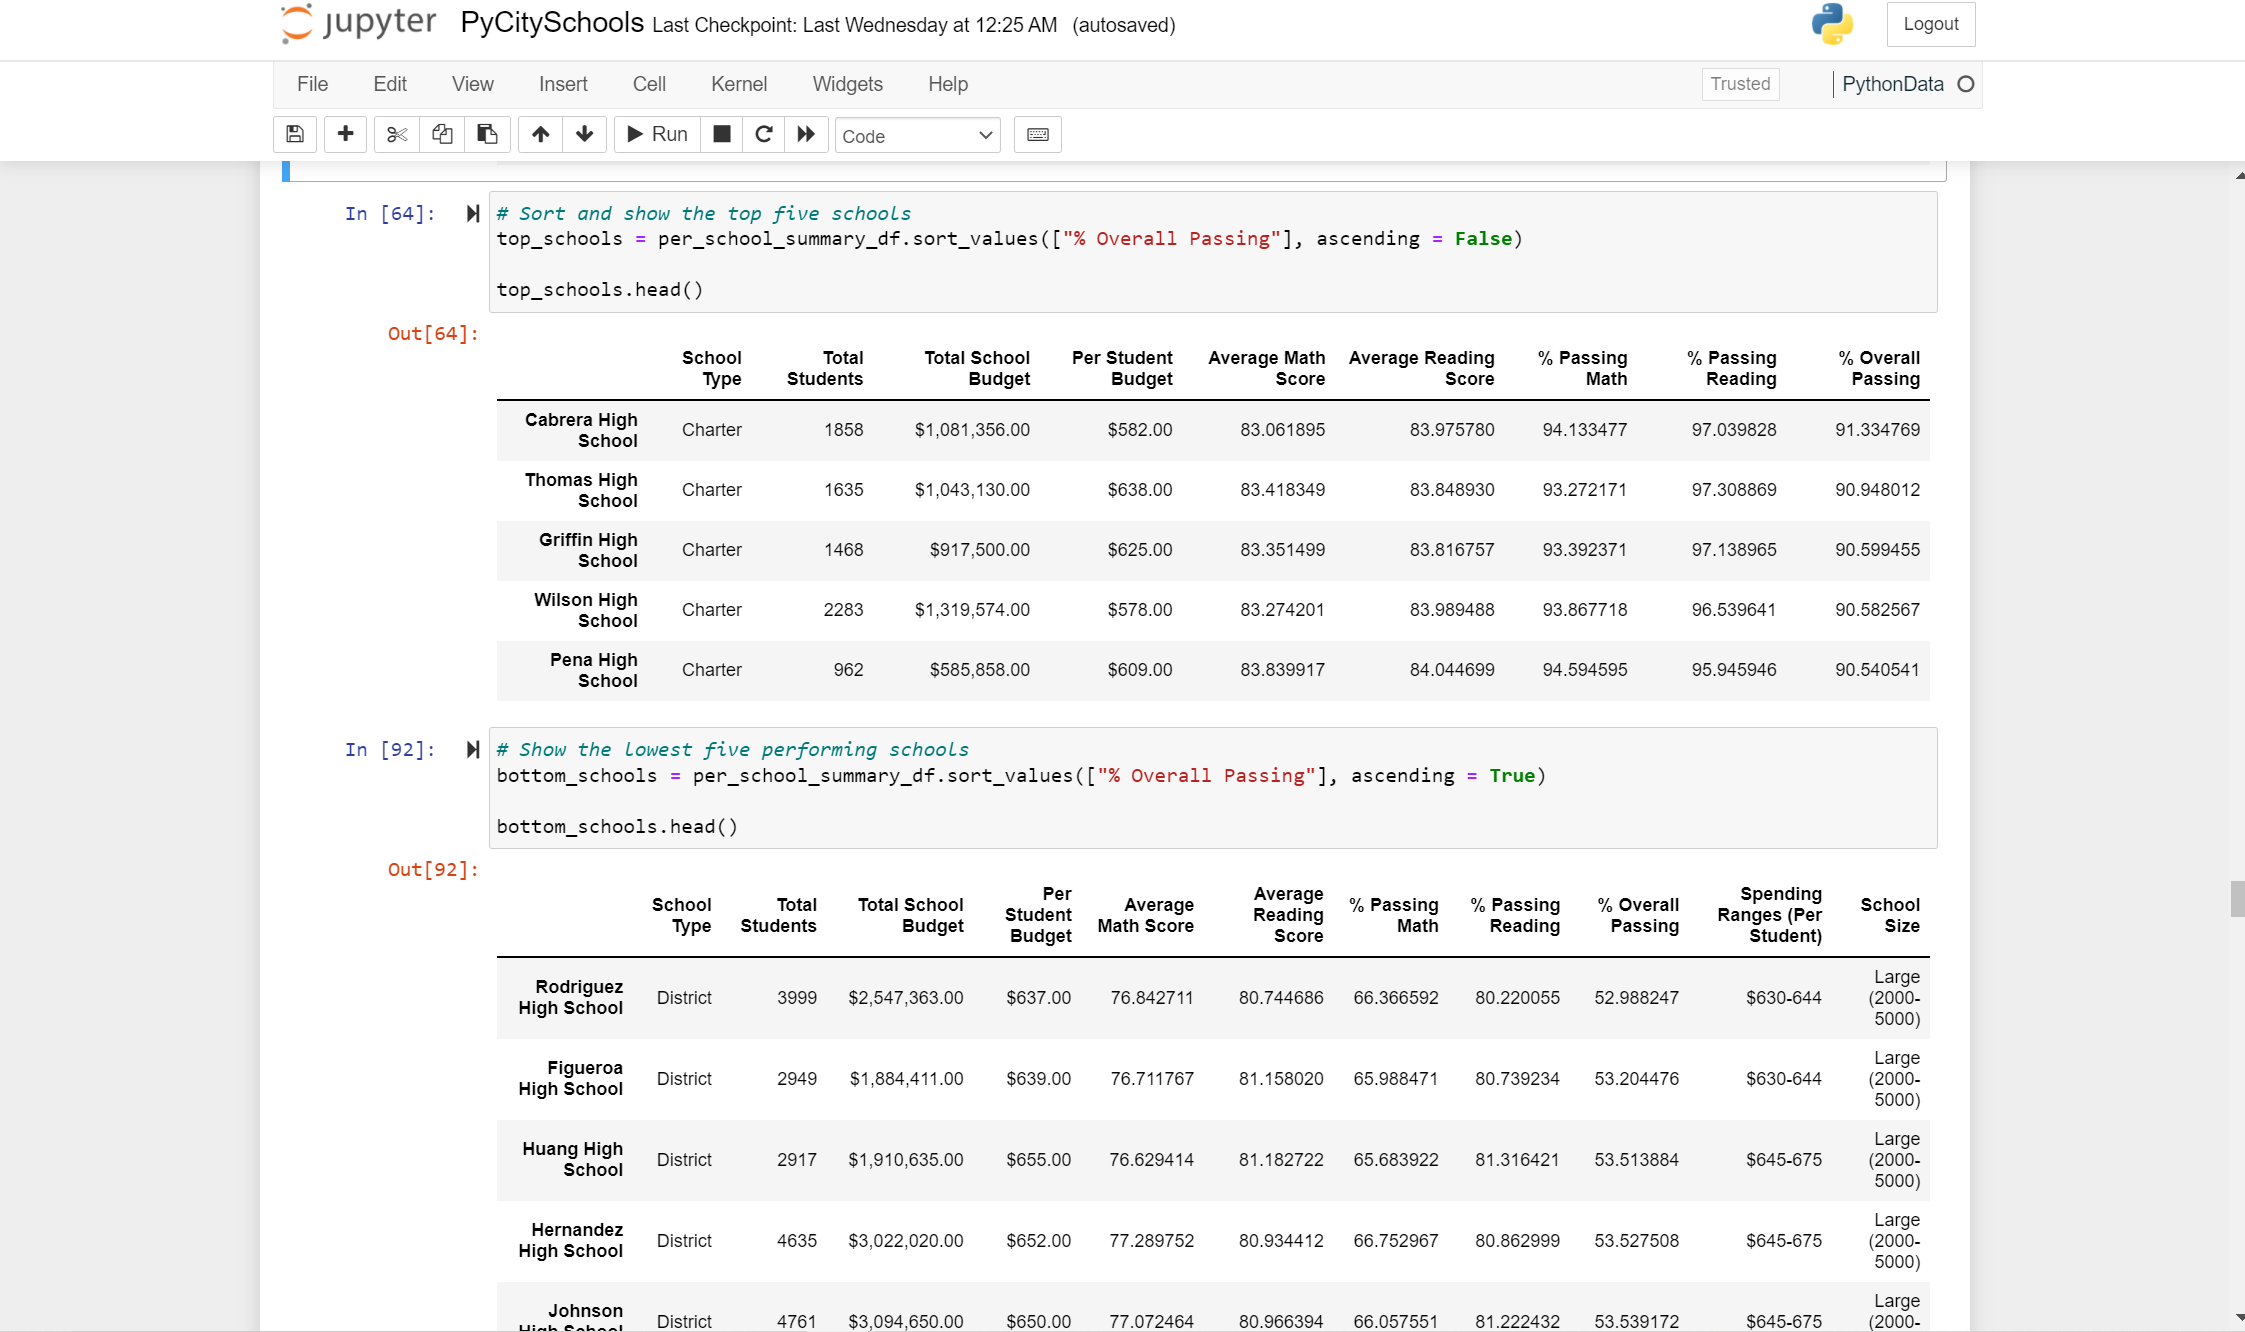 jupyter PyCitySchools Last Checkpoint: Last Wednesday at 12:25 AM (autosaved)
Logout
File Edit View Insert Cell Kernel Widgets Help
Trusted
PythonData
Run
Code
In [64]:
# Sort and show the top five schools
top_schools = per_school_summary_df.sort_values(["% Overall Passing"], ascending = False)
top_schools.head()
Out[64]:
School Type Total Students Total School Budget Per Student Budget Average Math Score Average Reading Score % Passing Math % Passing Reading % Overall Passing
Cabrera High School Charter 1858 $1,081,356.00 $582.00 83.061895 83.975780 94.133477 97.039828 91.334769
Thomas High School Charter 1635 $1,043,130.00 $638.00 83.418349 83.848930 93.272171 97.308869 90.948012
Griffin High School Charter 1468 $917,500.00 $625.00 83.351499 83.816757 93.392371 97.138965 90.599455
Wilson High School Charter 2283 $1,319,574.00 $578.00 83.274201 83.989488 93.867718 96.539641 90.582567
Pena High School Charter 962 $585,858.00 $609.00 83.839917 84.044699 94.594595 95.945946 90.540541
In [92]:
# Show the lowest five performing schools
bottom_schools = per_school_summary_df.sort_values(["% Overall Passing"], ascending = True)
bottom_schools.head()
Out[92]:
School Type Total Students Total School Budget Per Student Budget Average Math Score Average Reading Score % Passing Math % Passing Reading % Overall Passing Spending Ranges (Per Student) School Size
Rodriguez High School District 3999 $2,547,363.00 $637.00 76.842711 80.744686 66.366592 80.220055 52.988247 $630-644 Large (2000-5000)
Figueroa High School District 2949 $1,884,411.00 $639.00 76.711767 81.158020 65.988471 80.739234 53.204476 $630-644 Large (2000-5000)
Huang High School District 2917 $1,910,635.00 $655.00 76.629414 81.182722 65.683922 81.316421 53.513884 $645-675 Large (2000-5000)
Hernandez High School District 4635 $3,022,020.00 $652.00 77.289752 80.934412 66.752967 80.862999 53.527508 $645-675 Large (2000-5000)
Johnson High School District 4761 $3,094,650.00 $650.00 77.072464 80.966394 66.057551 81.222432 53.539172 $645-675 Large (2000-